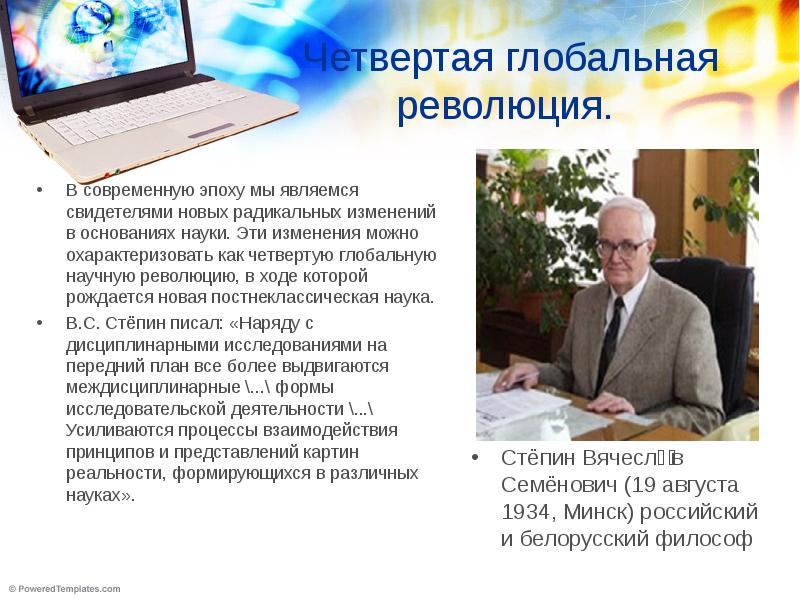 Четвертая глобальная
революция.
• В современную эпоху мы являемся
свидетелями новых радикальных изменений
в основаниях науки. Эти изменения можно
охарактеризовать как четвертую глобальную
научную революцию, в ходе которой
рождается новая постнеклассическая наука.
• В.С. Стёпин писал: «Наряду с
дисциплинарными исследованиями на
передний план все более выдвигаются
междисциплинарные \...\ формы
исследовательской деятельности \...\
Усиливаются процессы взаимодействия
принципов и представлений картин
реальности, формирующихся в различных
науках».
• Стёпин
Семёнович (19 августа
1934, Минск) российский
и белорусский философ
© PoweredTemplates.com